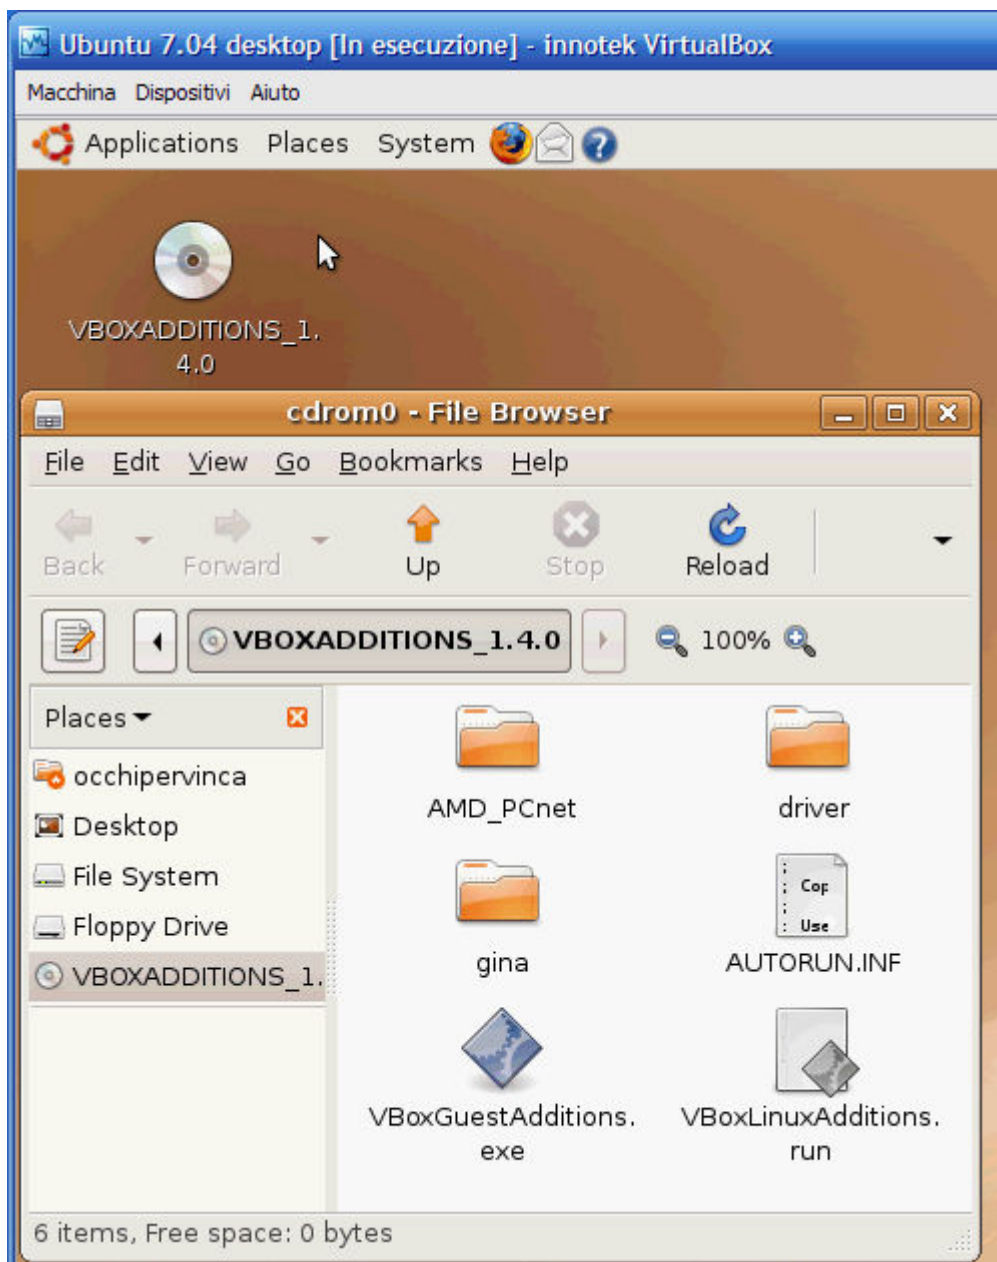 Ubuntu 7.04 desktop [In esecuzione] - innotek VirtualBox
Macchina Dispositivi Aiuto
Applications Places System
VBOXADDITIONS_1.
4.0
cdrom0 - File Browser
File Edit View Go Bookmarks Help
Back Forward Up Stop Reload
VBOXADDITIONS_1.4.0 100%
Places
occhipervinca
Desktop
File System
Floppy Drive
VBOXADDITIONS_1.
AMD_PCnet driver
Cop
Use
gina AUTORUN.INF
VBoxGuestAdditions. VBoxLinuxAdditions.
exe run
6 items, Free space: 0 bytes